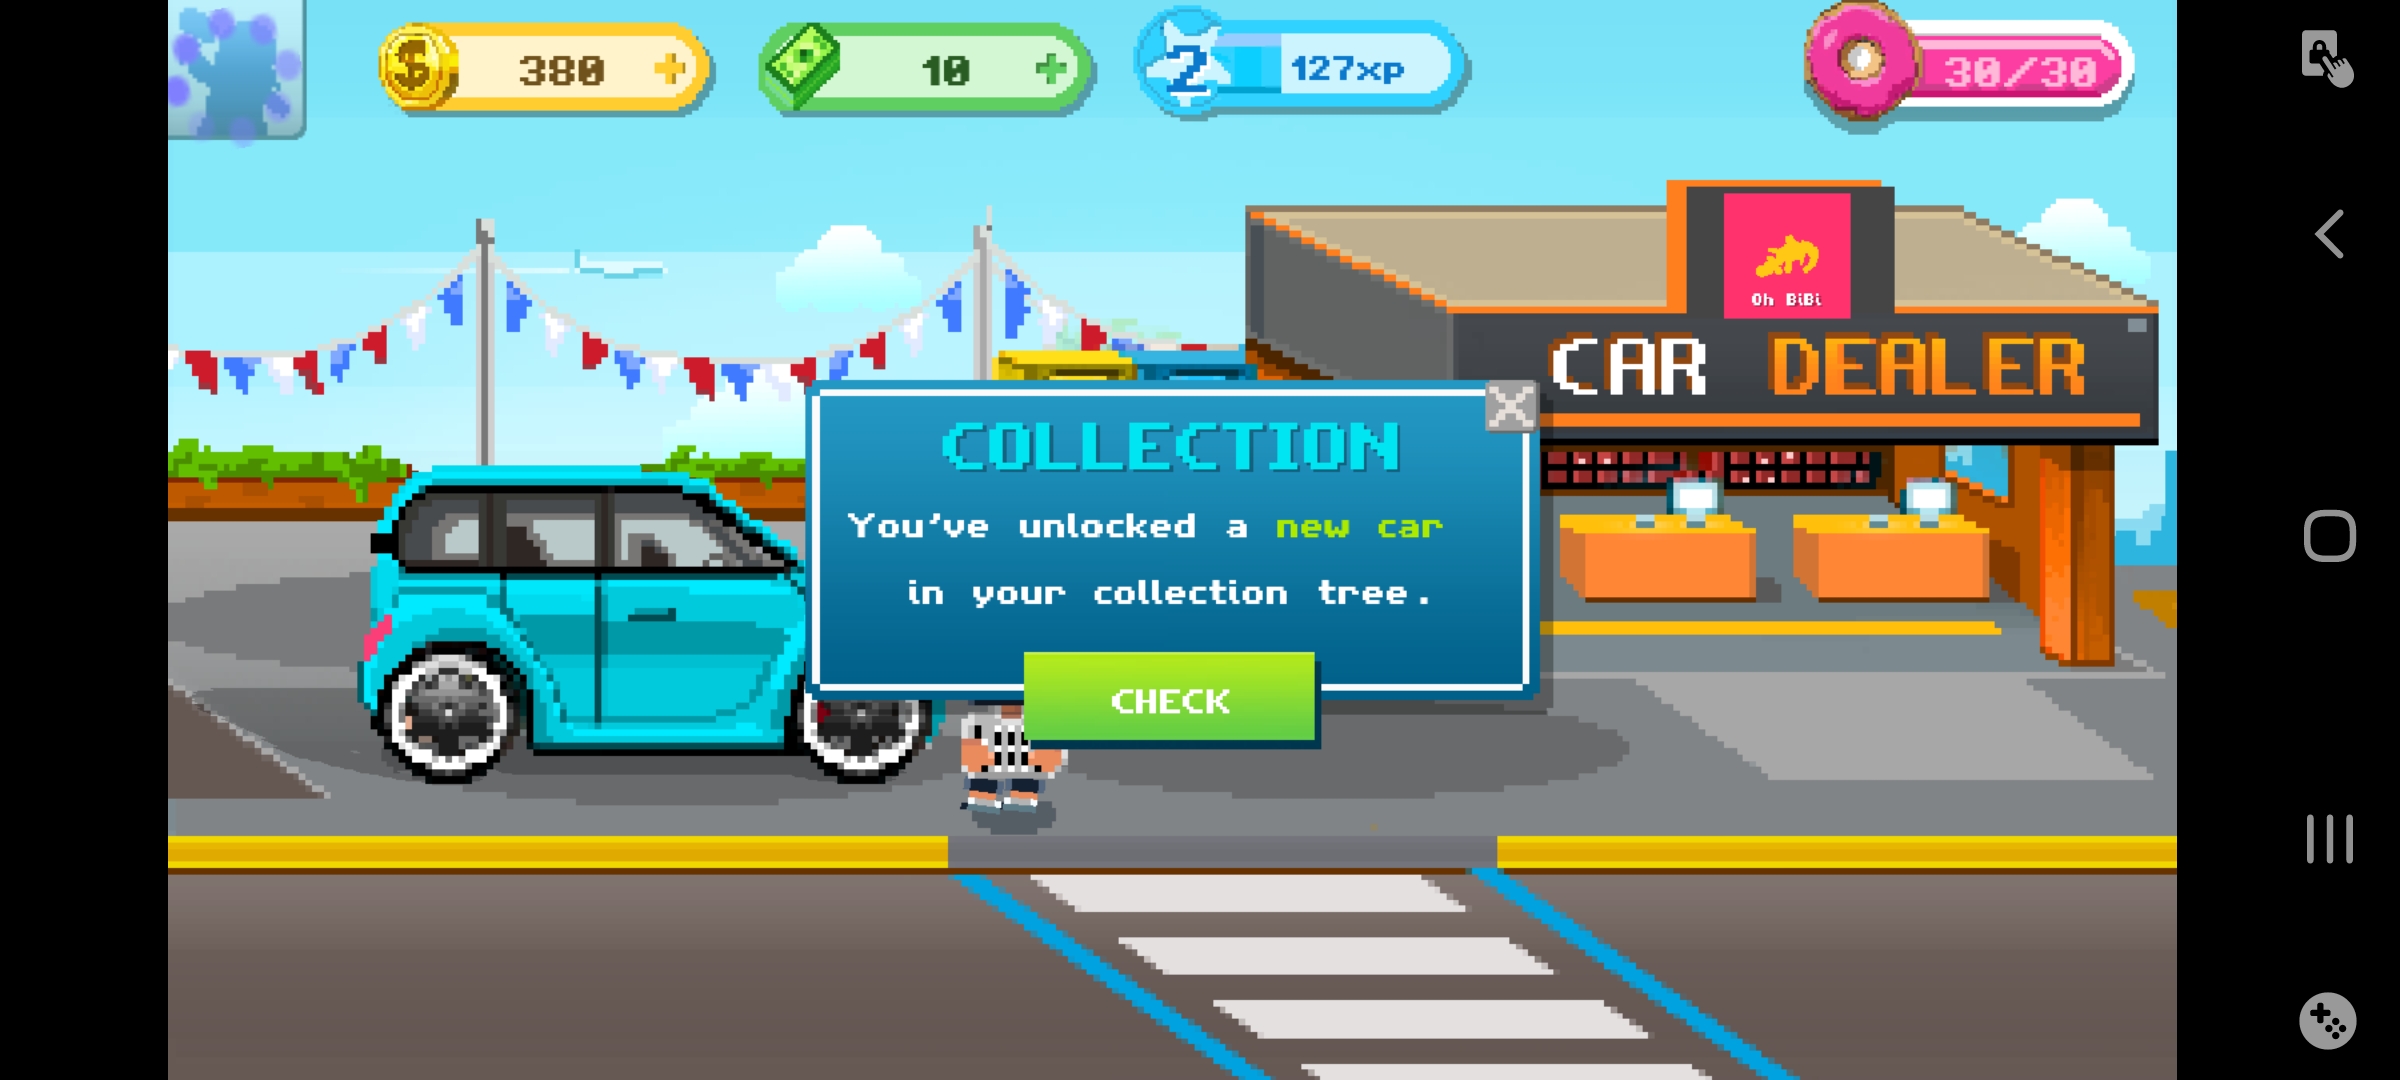 380
10
2
127xp
30/30
Oh BiBi
CAR DEALER
COLLECTION
You've unlocked a new car
in your collection tree.
CHECK